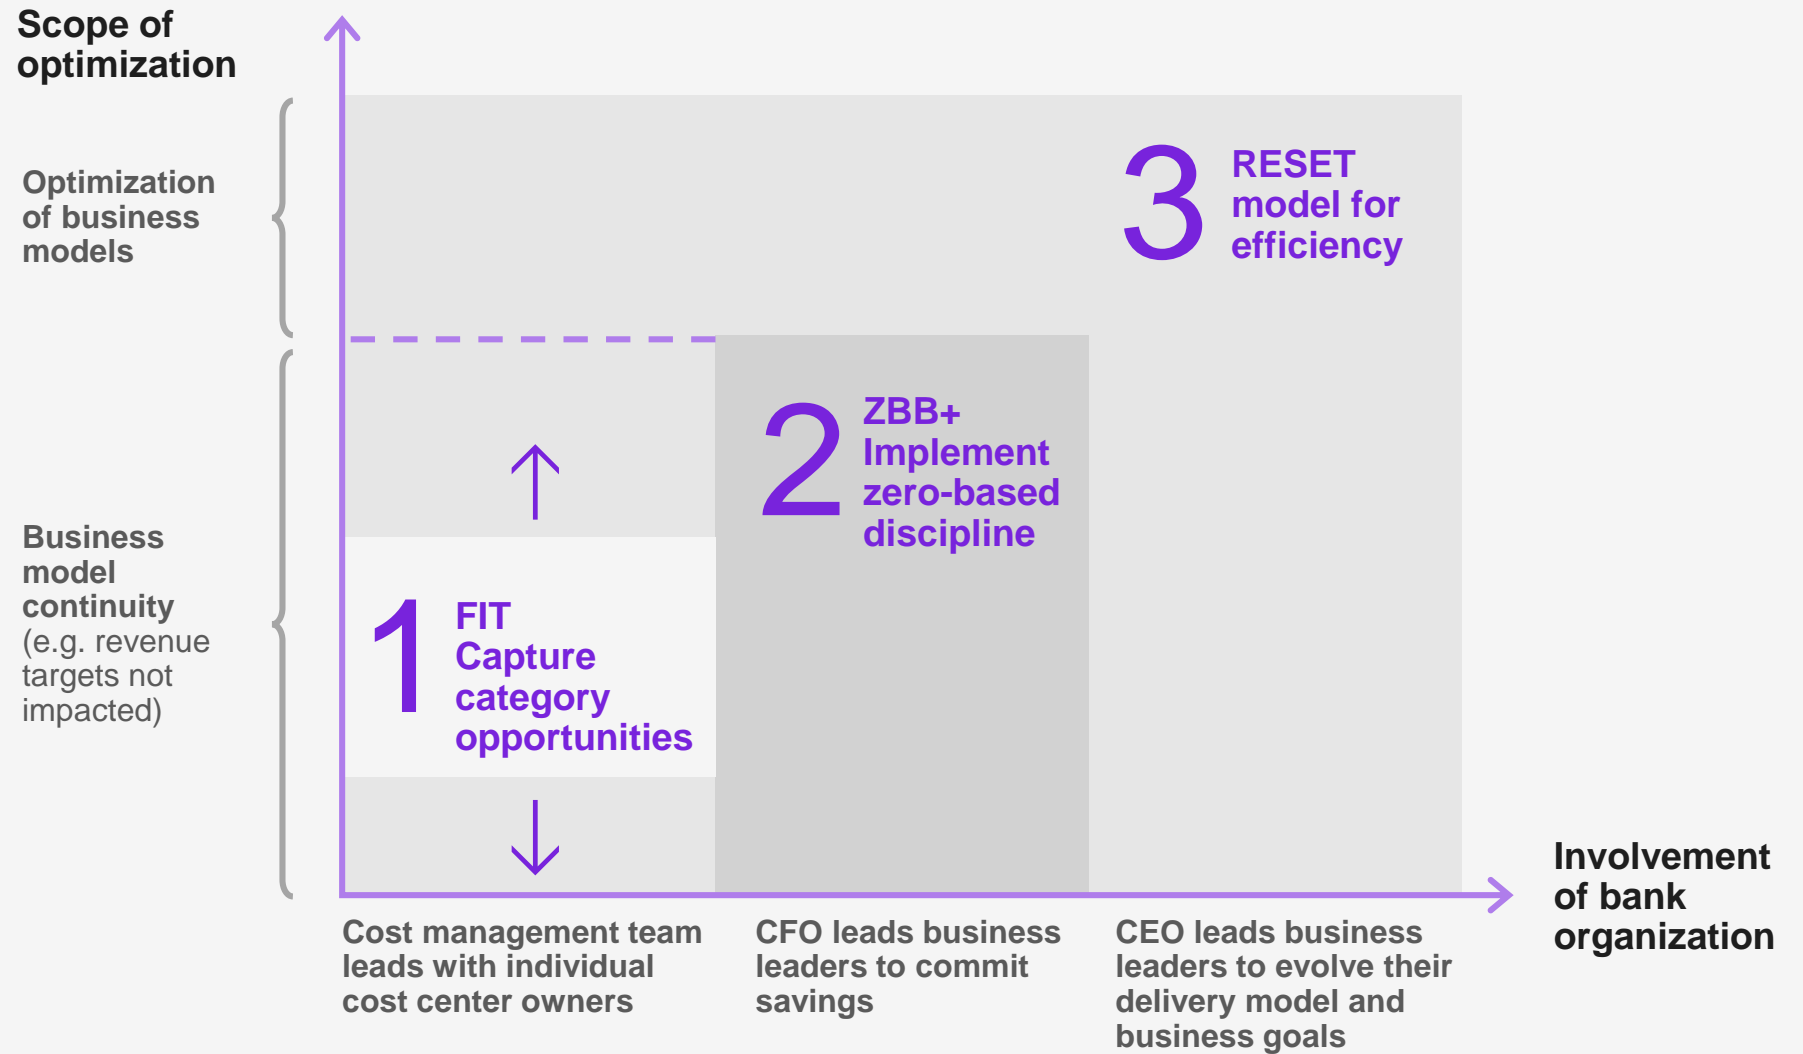 Scope of
optimization
Optimization
of business
models
Business
model
continuity
(e.g. revenue
targets not
impacted)
1
FIT
Capture
category
opportunities
2
ZBB+
Implement
zero-based
discipline
3
RESET
model for
efficiency
Cost management team
leads with individual
cost center owners
CFO leads business
leaders to commit
savings
CEO leads business
leaders to evolve their
delivery model and
business goals
Involvement
of bank
organization